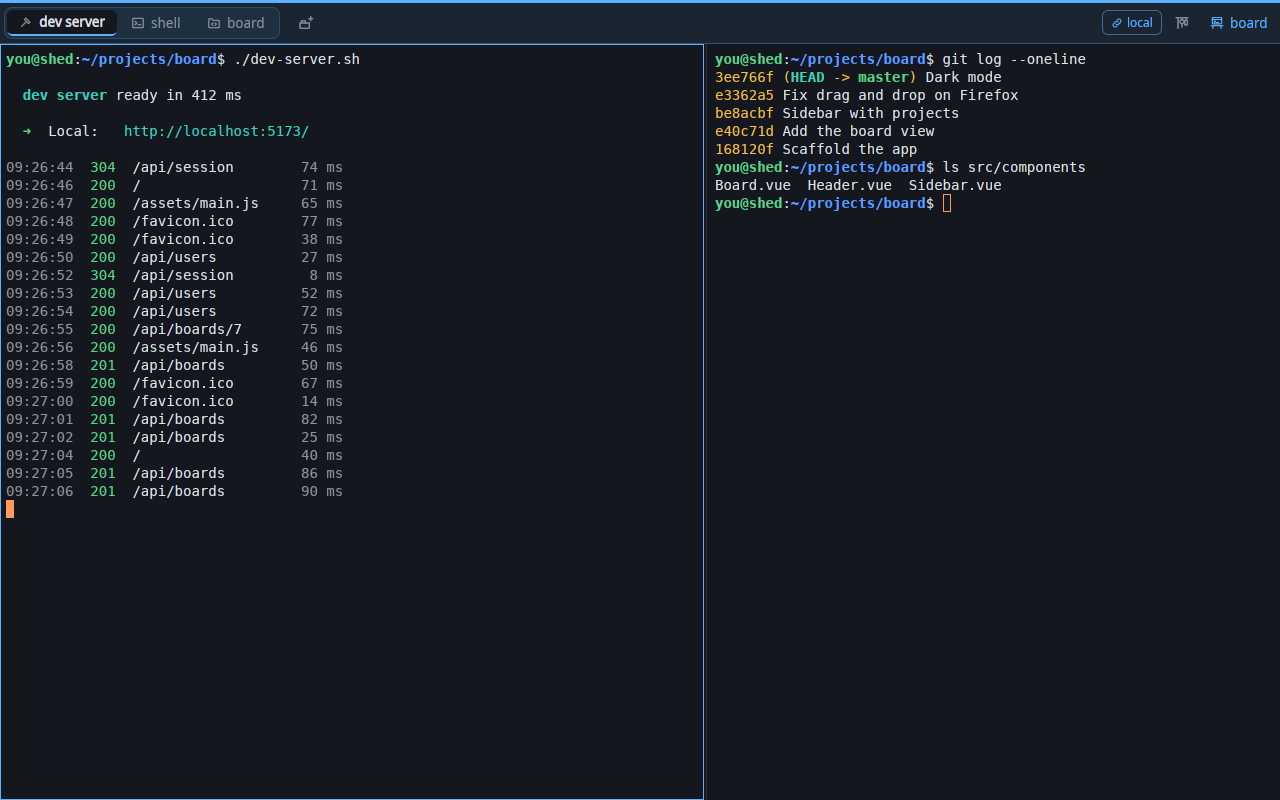 dev server shell board local board
you@shed:~/projects/board$ ./dev-server.sh
dev server ready in 412 ms
➜ Local: http://localhost:5173/
09:26:44 304 /api/session 74 ms
09:26:46 200 / 71 ms
09:26:47 200 /assets/main.js 65 ms
09:26:48 200 /favicon.ico 77 ms
09:26:49 200 /favicon.ico 38 ms
09:26:50 200 /api/users 27 ms
09:26:52 304 /api/session 8 ms
09:26:53 200 /api/users 52 ms
09:26:54 200 /api/users 72 ms
09:26:55 200 /api/boards/7 75 ms
09:26:56 200 /assets/main.js 46 ms
09:26:58 201 /api/boards 50 ms
09:26:59 200 /favicon.ico 67 ms
09:27:00 200 /favicon.ico 14 ms
09:27:01 201 /api/boards 82 ms
09:27:02 201 /api/boards 25 ms
09:27:04 200 / 40 ms
09:27:05 201 /api/boards 86 ms
09:27:06 201 /api/boards 90 ms
you@shed:~/projects/board$ git log --oneline
3ee766f (HEAD -> master) Dark mode
e3362a5 Fix drag and drop on Firefox
be8acbf Sidebar with projects
e40c71d Add the board view
168120f Scaffold the app
you@shed:~/projects/board$ ls src/components
Board.vue Header.vue Sidebar.vue
you@shed:~/projects/board$